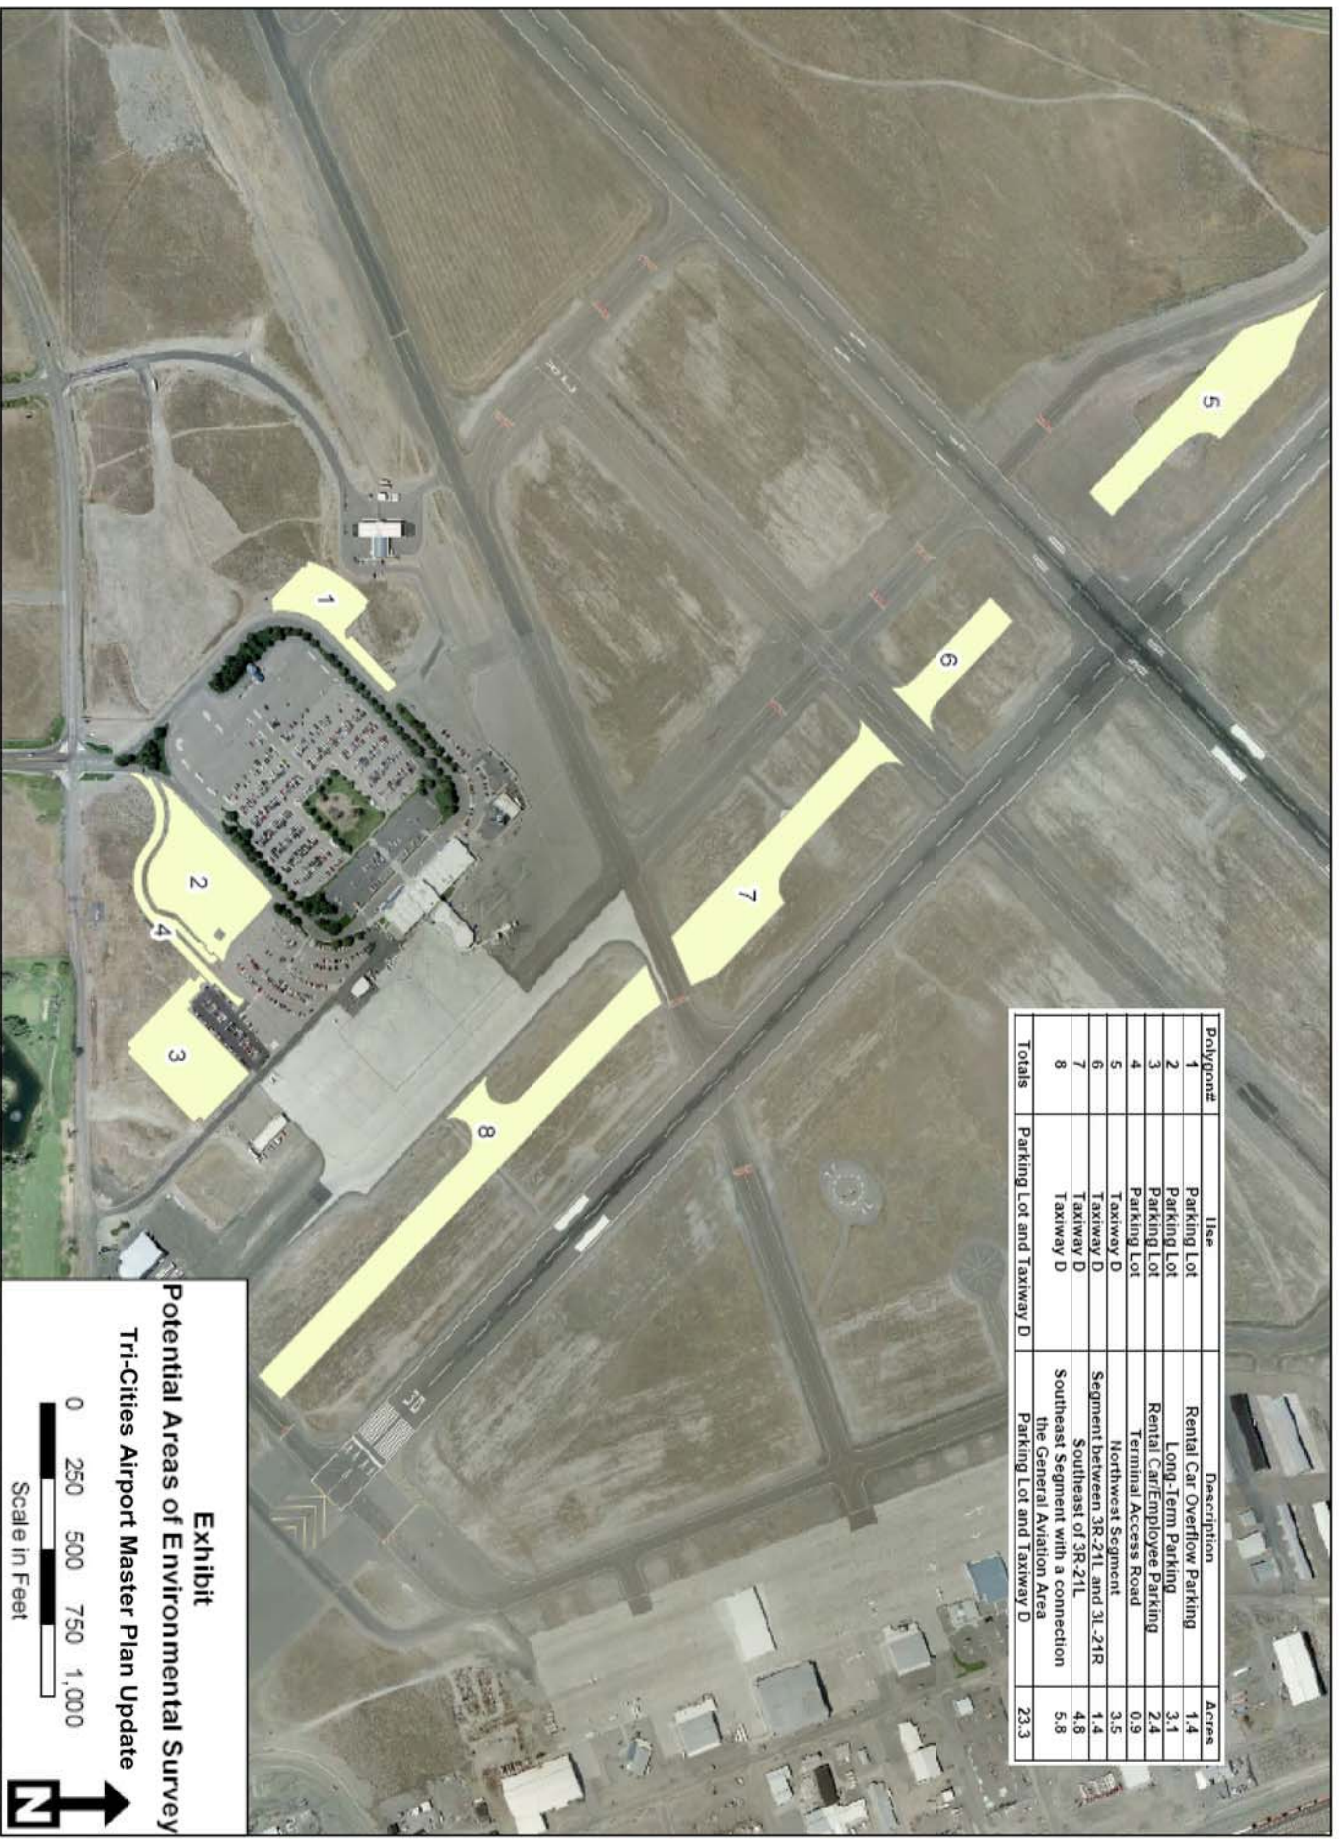 Polygon# Use Description Acres
1 Parking Lot Rental Car Overflow Parking 1.4
2 Parking Lot Long-Term Parking 3.1
3 Parking Lot Rental Car/Employee Parking 2.4
4 Parking Lot Terminal Access Road 0.9
5 Taxiway D Northwest Segment 3.5
6 Taxiway D Segment between 3R-21L and 3L-21R 1.4
7 Taxiway D Southeast of 3R-21L 4.8
8 Taxiway D Southeast Segment with a connection
the General Aviation Area 5.8
Totals Parking Lot and Taxiway D Parking Lot and Taxiway D 23.3
5
6
7
8
1
2
4
3
30
Exhibit
Potential Areas of Environmental Survey
Tri-Cities Airport Master Plan Update
0 250 500 750 1,000
Scale in Feet
N